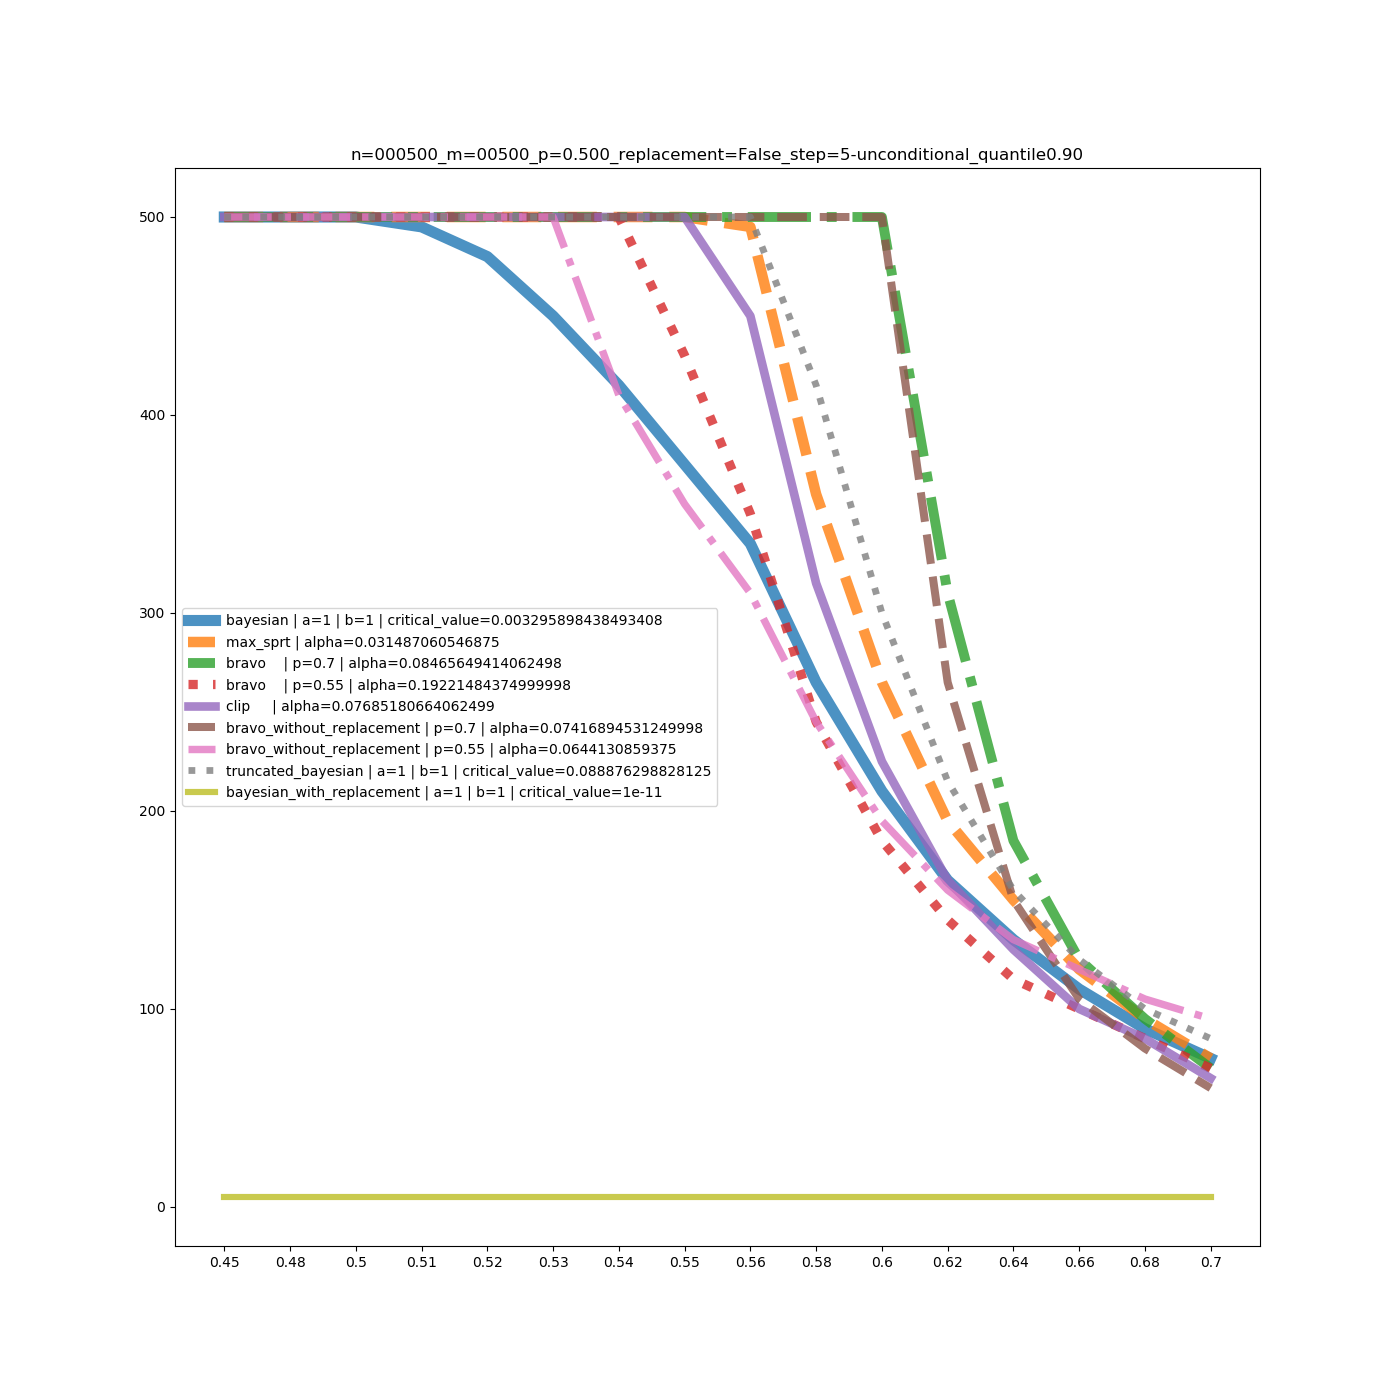 n=000500_m=00500_p=0.500_replacement=False_step=5-unconditional_quantile0.90
500
400
300
200
100
0
bayesian | a=1 | b=1 | critical_value=0.003295898438493408
max_sprt | alpha=0.031487060546875
bravo    | p=0.7 | alpha=0.08465649414062498
bravo    | p=0.55 | alpha=0.19221484374999998
clip     | alpha=0.07685180664062499
bravo_without_replacement | p=0.7 | alpha=0.07416894531249998
bravo_without_replacement | p=0.55 | alpha=0.0644130859375
truncated_bayesian | a=1 | b=1 | critical_value=0.088876298828125
bayesian_with_replacement | a=1 | b=1 | critical_value=1e-11
0.45 0.48 0.5 0.51 0.52 0.53 0.54 0.55 0.56 0.58 0.6 0.62 0.64 0.66 0.68 0.7